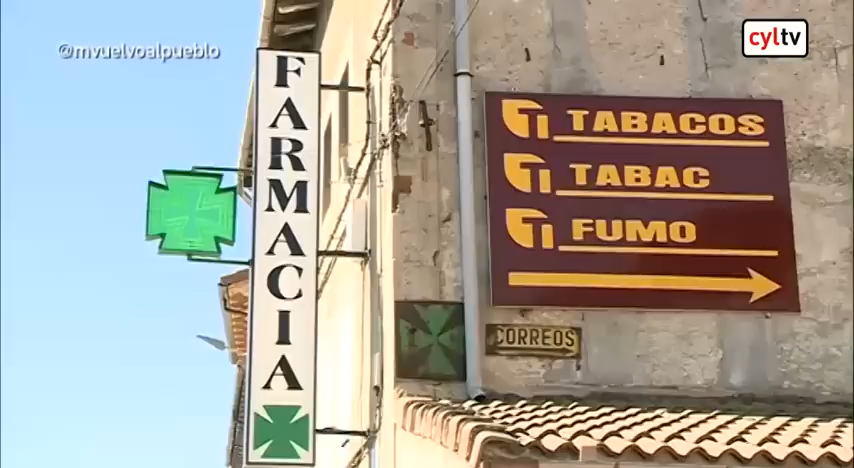 @mvuelvoalpueblo
cyltv
FARMACIA
TABACOS
TABAC
FUMO
CORREOS